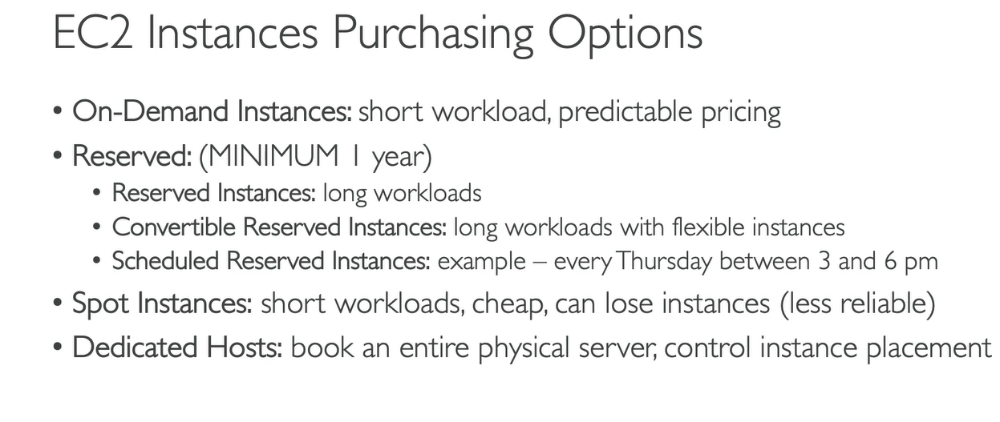 EC2 Instances Purchasing Options
• On-Demand Instances: short workload, predictable pricing
• Reserved: (MINIMUM 1 year)
• Reserved Instances: long workloads
• Convertible Reserved Instances: long workloads with flexible instances
• Scheduled Reserved Instances: example – every Thursday between 3 and 6 pm
• Spot Instances: short workloads, cheap, can lose instances (less reliable)
• Dedicated Hosts: book an entire physical server, control instance placement